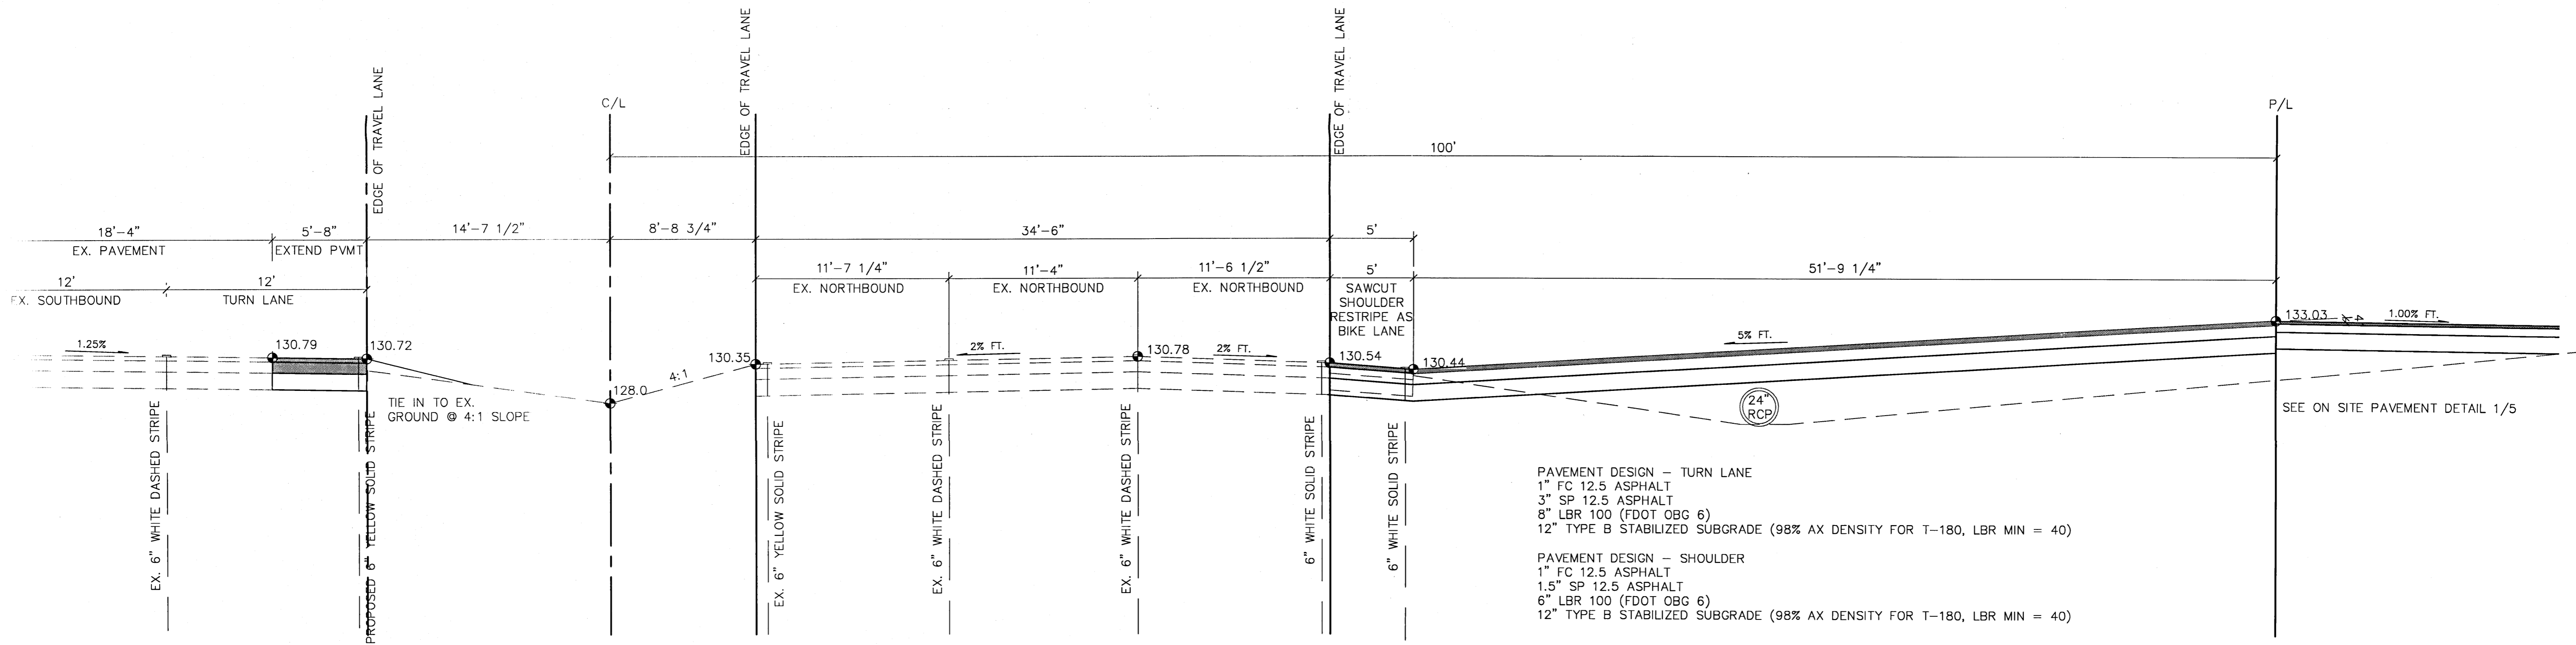 EDGE OF TRAVEL LANE
EDGE OF TRAVEL LANE
EDGE OF TRAVEL LANE
C/L
P/L
100'
18'-4"
5'-8"
14'-7 1/2"
8'-8 3/4"
34'-6"
5'
EX. PAVEMENT
EXTEND PVMT
11'-7 1/4"
11'-4"
11'-6 1/2"
5'
51'-9 1/4"
12'
12'
EX. SOUTHBOUND
TURN LANE
EX. NORTHBOUND
EX. NORTHBOUND
EX. NORTHBOUND
SAWCUT
SHOULDER
RESTRIPE AS
BIKE LANE
1.25%
130.79
130.72
128.0
4:1
130.35
2% FT.
130.78
2% FT.
130.54
130.44
5% FT.
133.03
1.00% FT.
TIE IN TO EX.
GROUND @ 4:1 SLOPE
24"
RCP
SEE ON SITE PAVEMENT DETAIL 1/5
EX. 6" WHITE DASHED STRIPE
PROPOSED 6" YELLOW SOLID STRIPE
EX. 6" YELLOW SOLID STRIPE
EX. 6" WHITE DASHED STRIPE
EX. 6" WHITE DASHED STRIPE
6" WHITE SOLID STRIPE
6" WHITE SOLID STRIPE
PAVEMENT DESIGN - TURN LANE
1" FC 12.5 ASPHALT
3" SP 12.5 ASPHALT
8" LBR 100 (FDOT OBG 6)
12" TYPE B STABILIZED SUBGRADE (98% AX DENSITY FOR T-180, LBR MIN = 40)
PAVEMENT DESIGN - SHOULDER
1" FC 12.5 ASPHALT
1.5" SP 12.5 ASPHALT
6" LBR 100 (FDOT OBG 6)
12" TYPE B STABILIZED SUBGRADE (98% AX DENSITY FOR T-180, LBR MIN = 40)